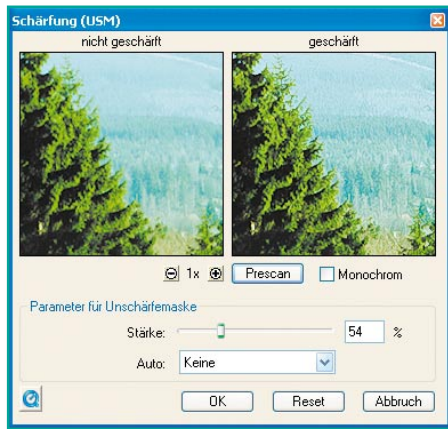 Schärfung (USM)
nicht geschärft geschärft
1x Prescan Monochrom
Parameter für Unschärfemaske
Stärke: 54 %
Auto: Keine
OK Reset Abbruch